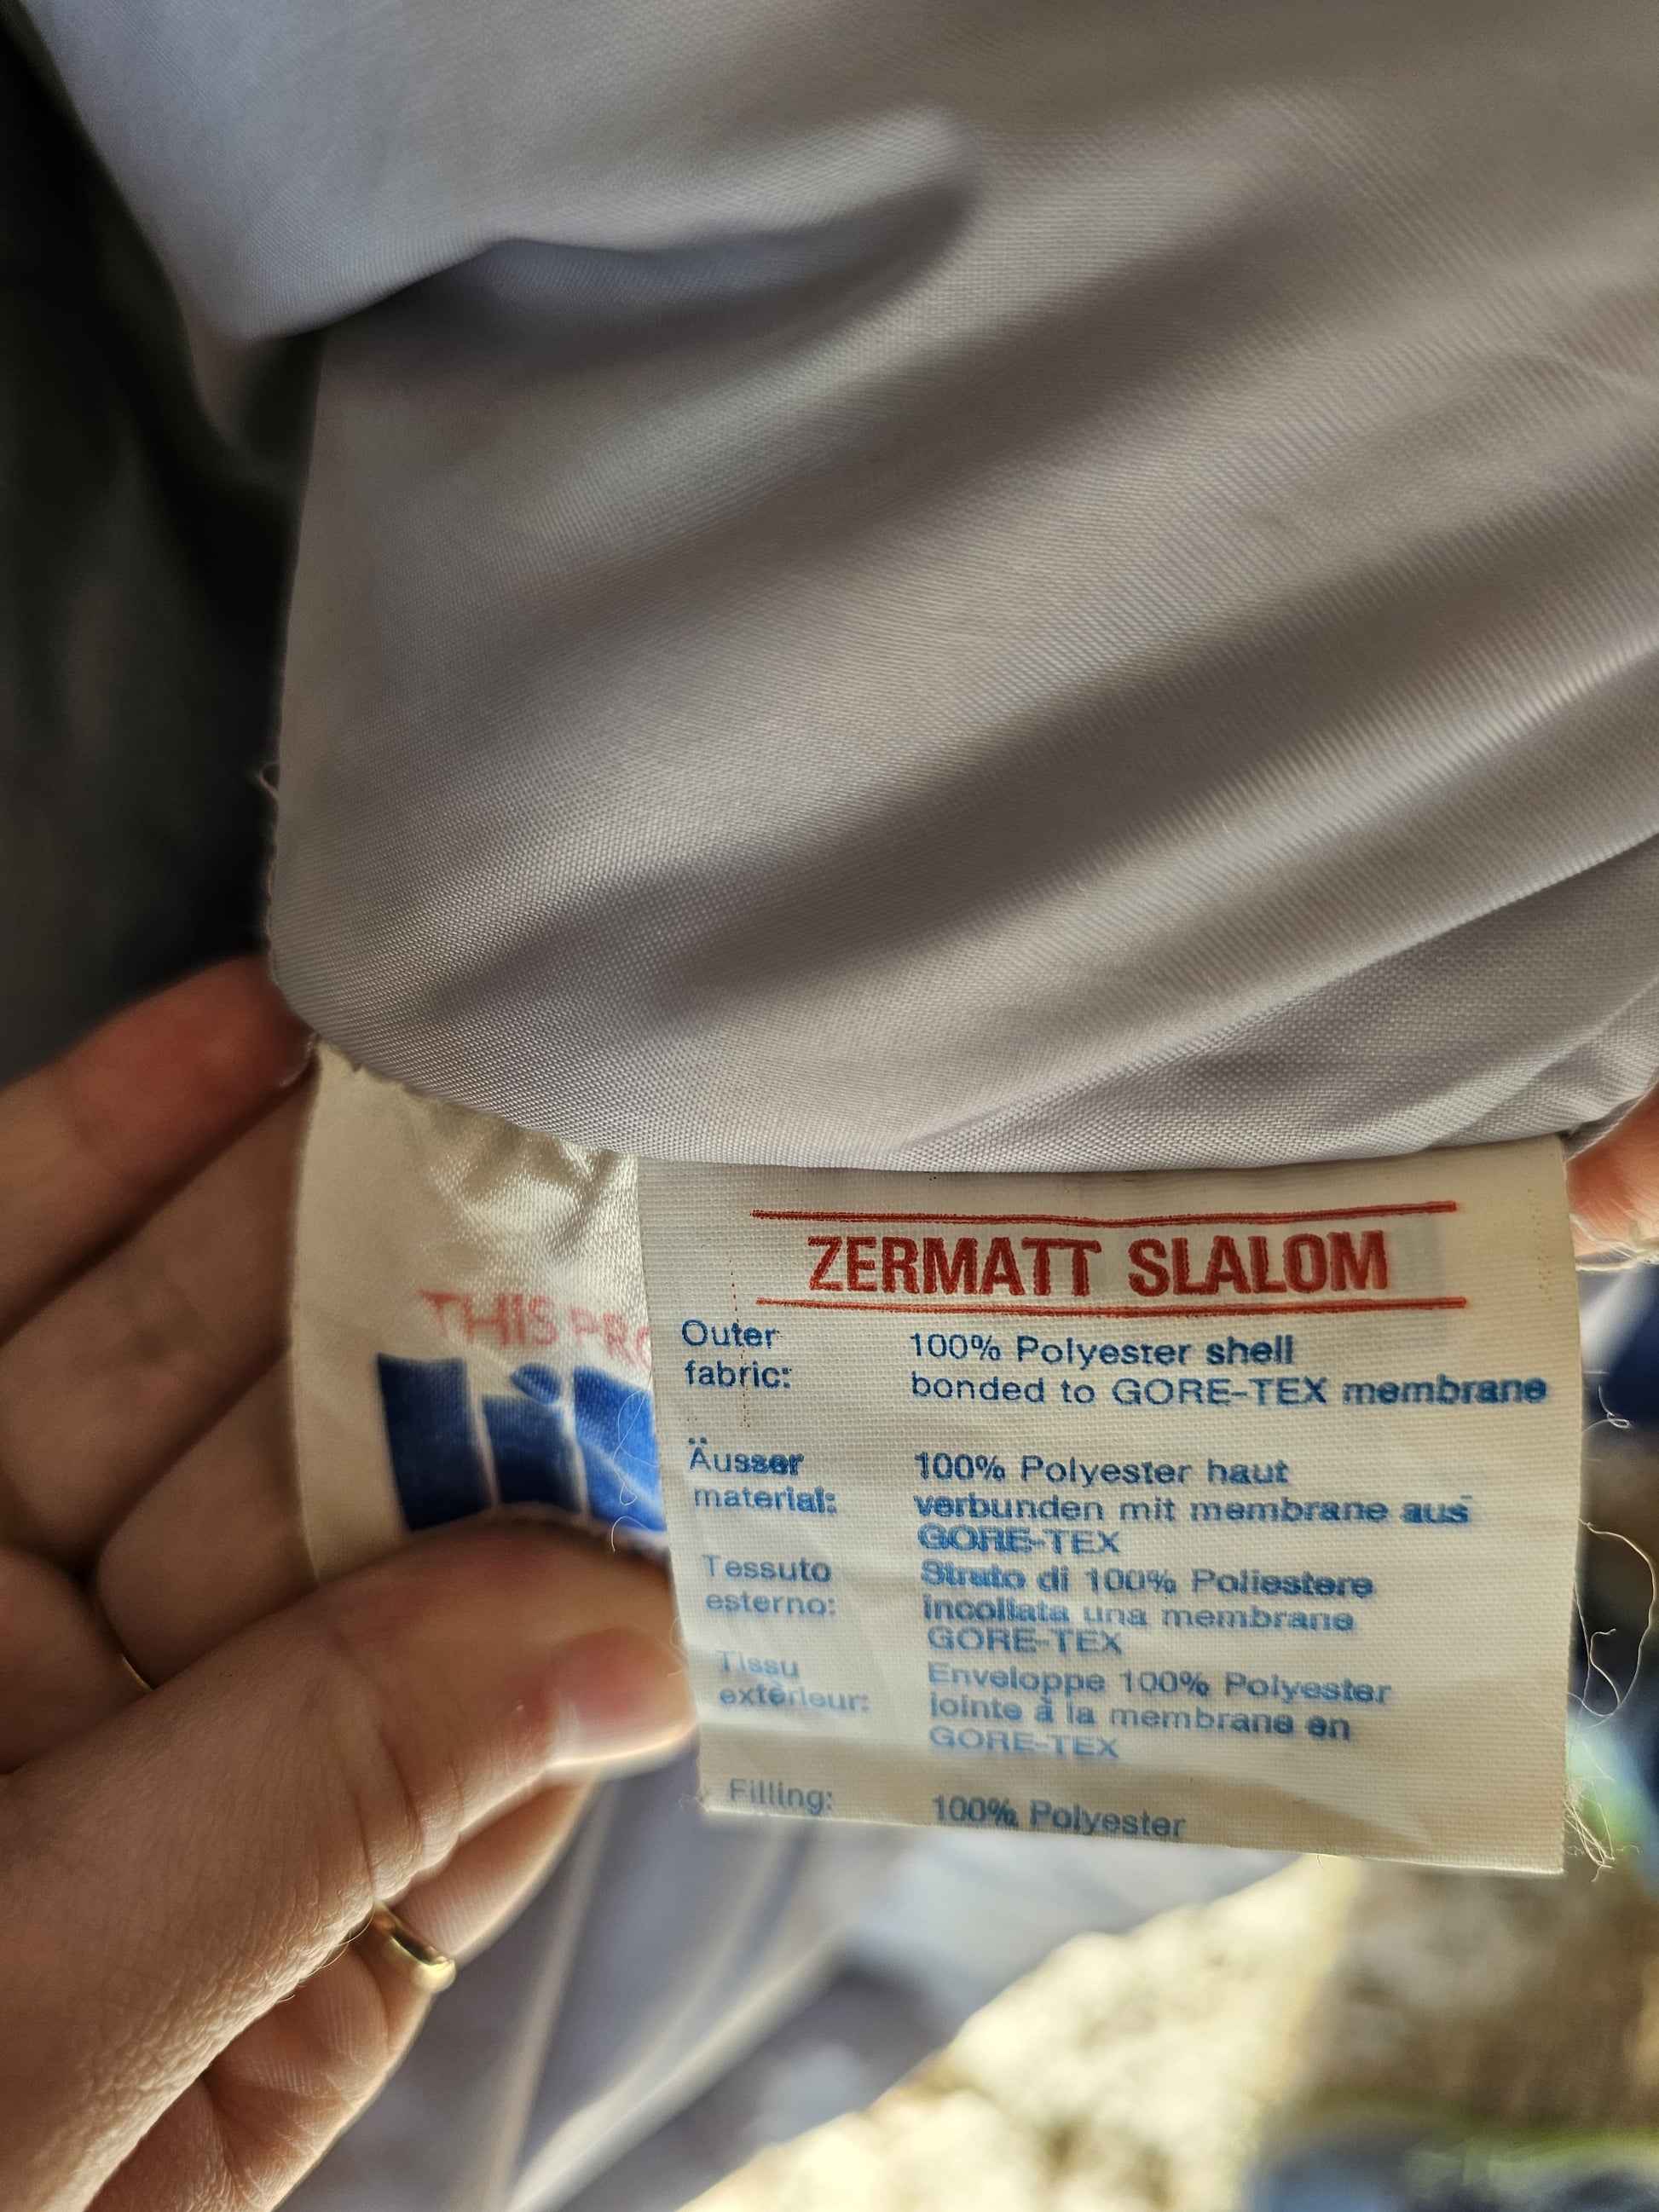 ZERMATT SLALOM
THIS PRO
Outer 100% Polyester shell
fabric: bonded to GORE-TEX membrane
Äusser 100% Polyester haut
material: verbunden mit membrane aus
GORE-TEX
Tessuto Strato di 100% Poliestere
esterno: incollata una membrane
GORE-TEX
Tissu Enveloppe 100% Polyester
extèrieur: jointe à la membrane en
GORE-TEX
Filling: 100% Polyester